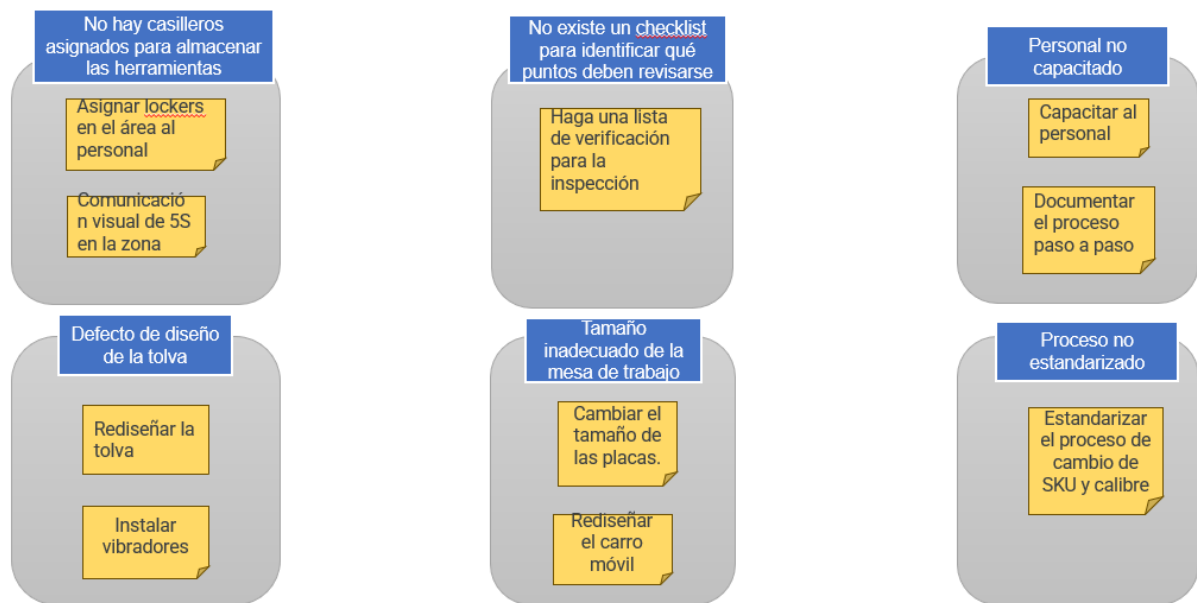 No hay casilleros
asignados para almacenar
las herramientas
Asignar lockers
en el área al
personal
Comunicació
n visual de 5S
en la zona
No existe un checklist
para identificar qué
puntos deben revisarse
Haga una lista
de verificación
para la
inspección
Personal no
capacitado
Capacitar al
personal
Documentar
el proceso
paso a paso
Defecto de diseño
de la tolva
Rediseñar la
tolva
Instalar
vibradores
Tamaño
inadecuado de la
mesa de trabajo
Cambiar el
tamaño de
las placas.
Rediseñar
el carro
móvil
Proceso no
estandarizado
Estandarizar
el proceso de
cambio de
SKU y calibre